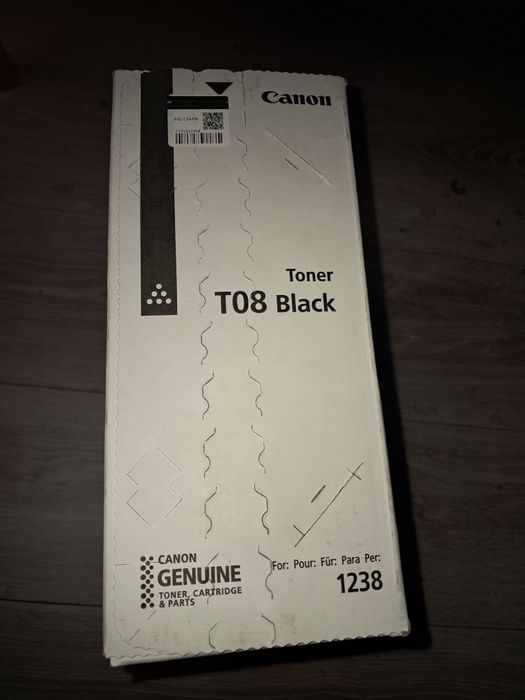 Canon
Toner
T08 Black
CANON
GENUINE
TONER, CARTRIDGE
& PARTS
For: Pour: Für: Para Per:
1238